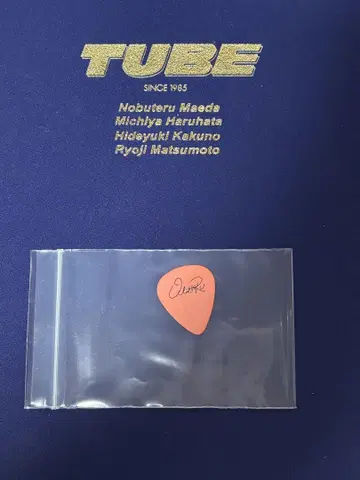 TUBE
SINCE 1985
Nobuteru Maeda
Michiya Haruhata
Hideyuki Kakuno
Ryoji Matsumoto